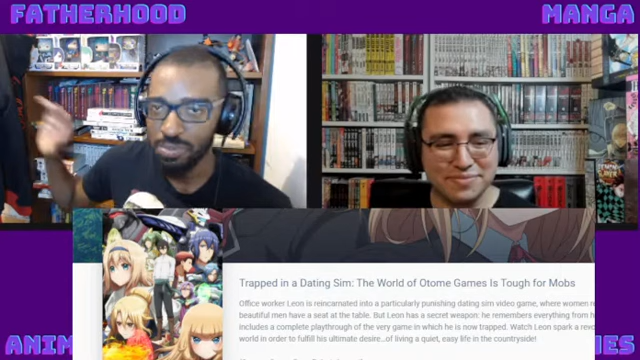 FATHERHOOD
MANGA
Trapped in a Dating Sim: The World of Otome Games Is Tough for Mobs
Office worker Leon is reincarnated into a particularly punishing dating sim video game, where women r
beautiful men have a seat at the table. But Leon has a secret weapon: he remembers everything from h
includes a complete playthrough of the very game in which he is now trapped. Watch Leon spark a revo
world in order to fulfill his ultimate desire...of living a quiet, easy life in the countryside!
ANIM
ES